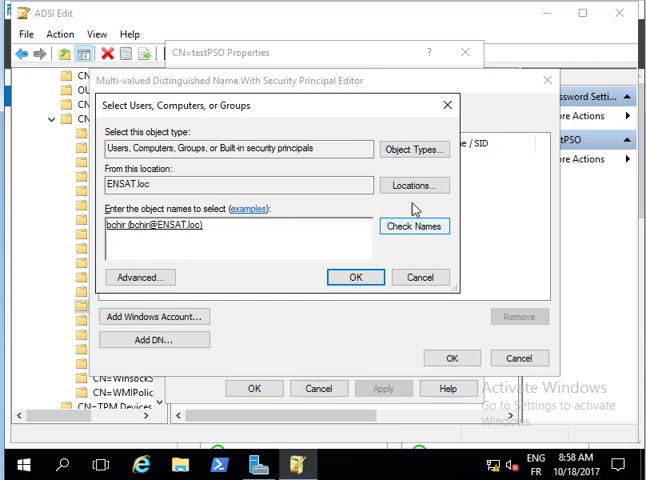 ADSI Edit
File Action View Help
CN=testPSO Properties
Multi-valued Distinguished Name With Security Principal Editor
Select Users, Computers, or Groups
Select this object type:
Users, Computers, Groups, or Built-in security principals
Object Types...
From this location:
ENSAT.loc
Locations...
Enter the object names to select (examples):
bchir (bchir@ENSAT.loc)
Check Names
Advanced...
OK
Cancel
e / SID
ssword Setti...
ore Actions
tPSO
ore Actions
Add Windows Account...
Remove
Add DN...
OK
Cancel
CN=WinsockS
CN=WMIPolic
CN=TPM Devices
OK
Cancel
Apply
Help
Activate Windows
Go to Settings to activate
Windows.
ENG
FR
8:58 AM
10/18/2017